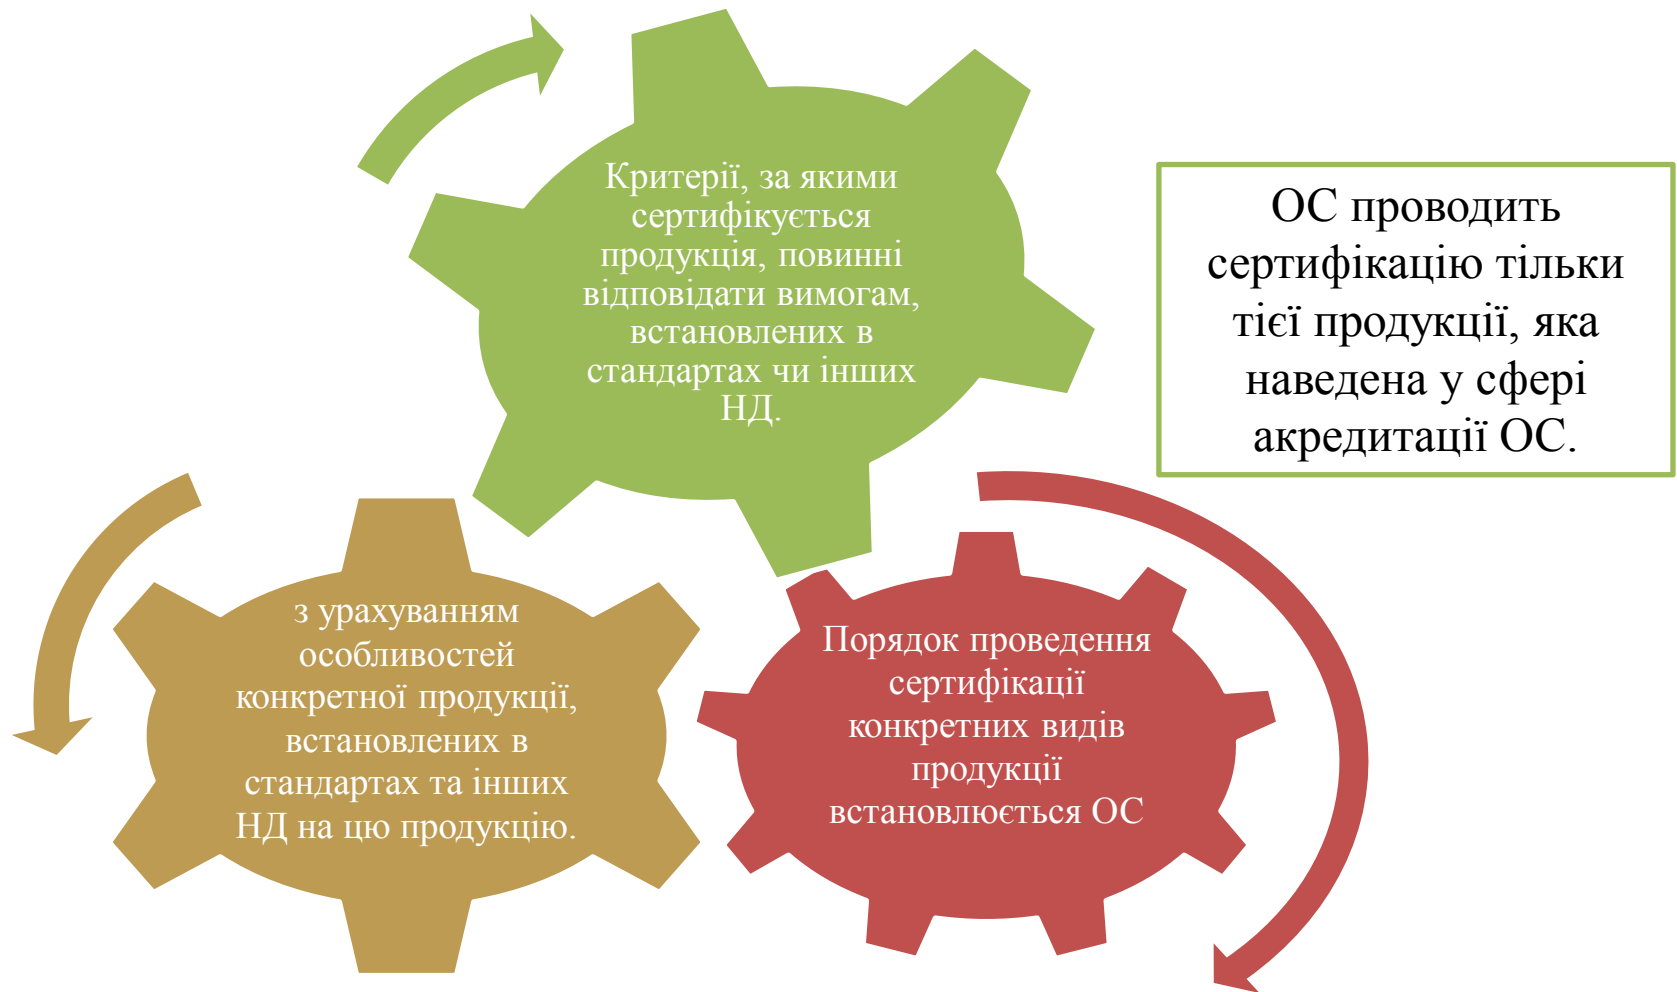 Критерії, за якими
сертифікується
продукція, повинні
відповідати вимогам,
встановлених в
стандартах чи інших
НД.
ОС проводить
сертифікацію тільки
тієї продукції, яка
наведена у сфері
акредитації ОС.
з урахуванням
особливостей
конкретної продукції,
встановлених в
стандартах та інших
НД на цю продукцію.
Порядок проведення
сертифікації
конкретних видів
продукції
встановлюється ОС